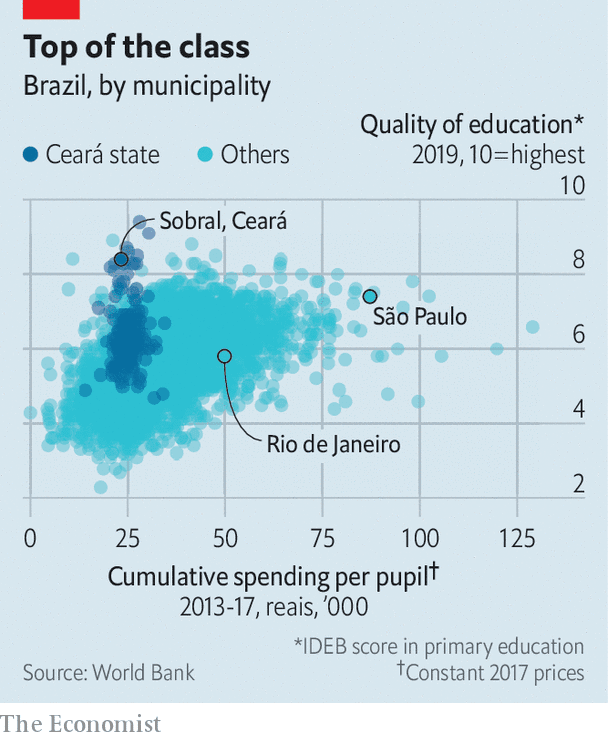 Top of the class
Brazil, by municipality
Ceará state
Others
Quality of education*
2019, 10=highest
10
8
6
4
2
Sobral, Ceará
São Paulo
Rio de Janeiro
0 25 50 75 100 125
Cumulative spending per pupil†
2013-17, reais, ’000
*IDEB score in primary education
Source: World Bank
†Constant 2017 prices
The Economist